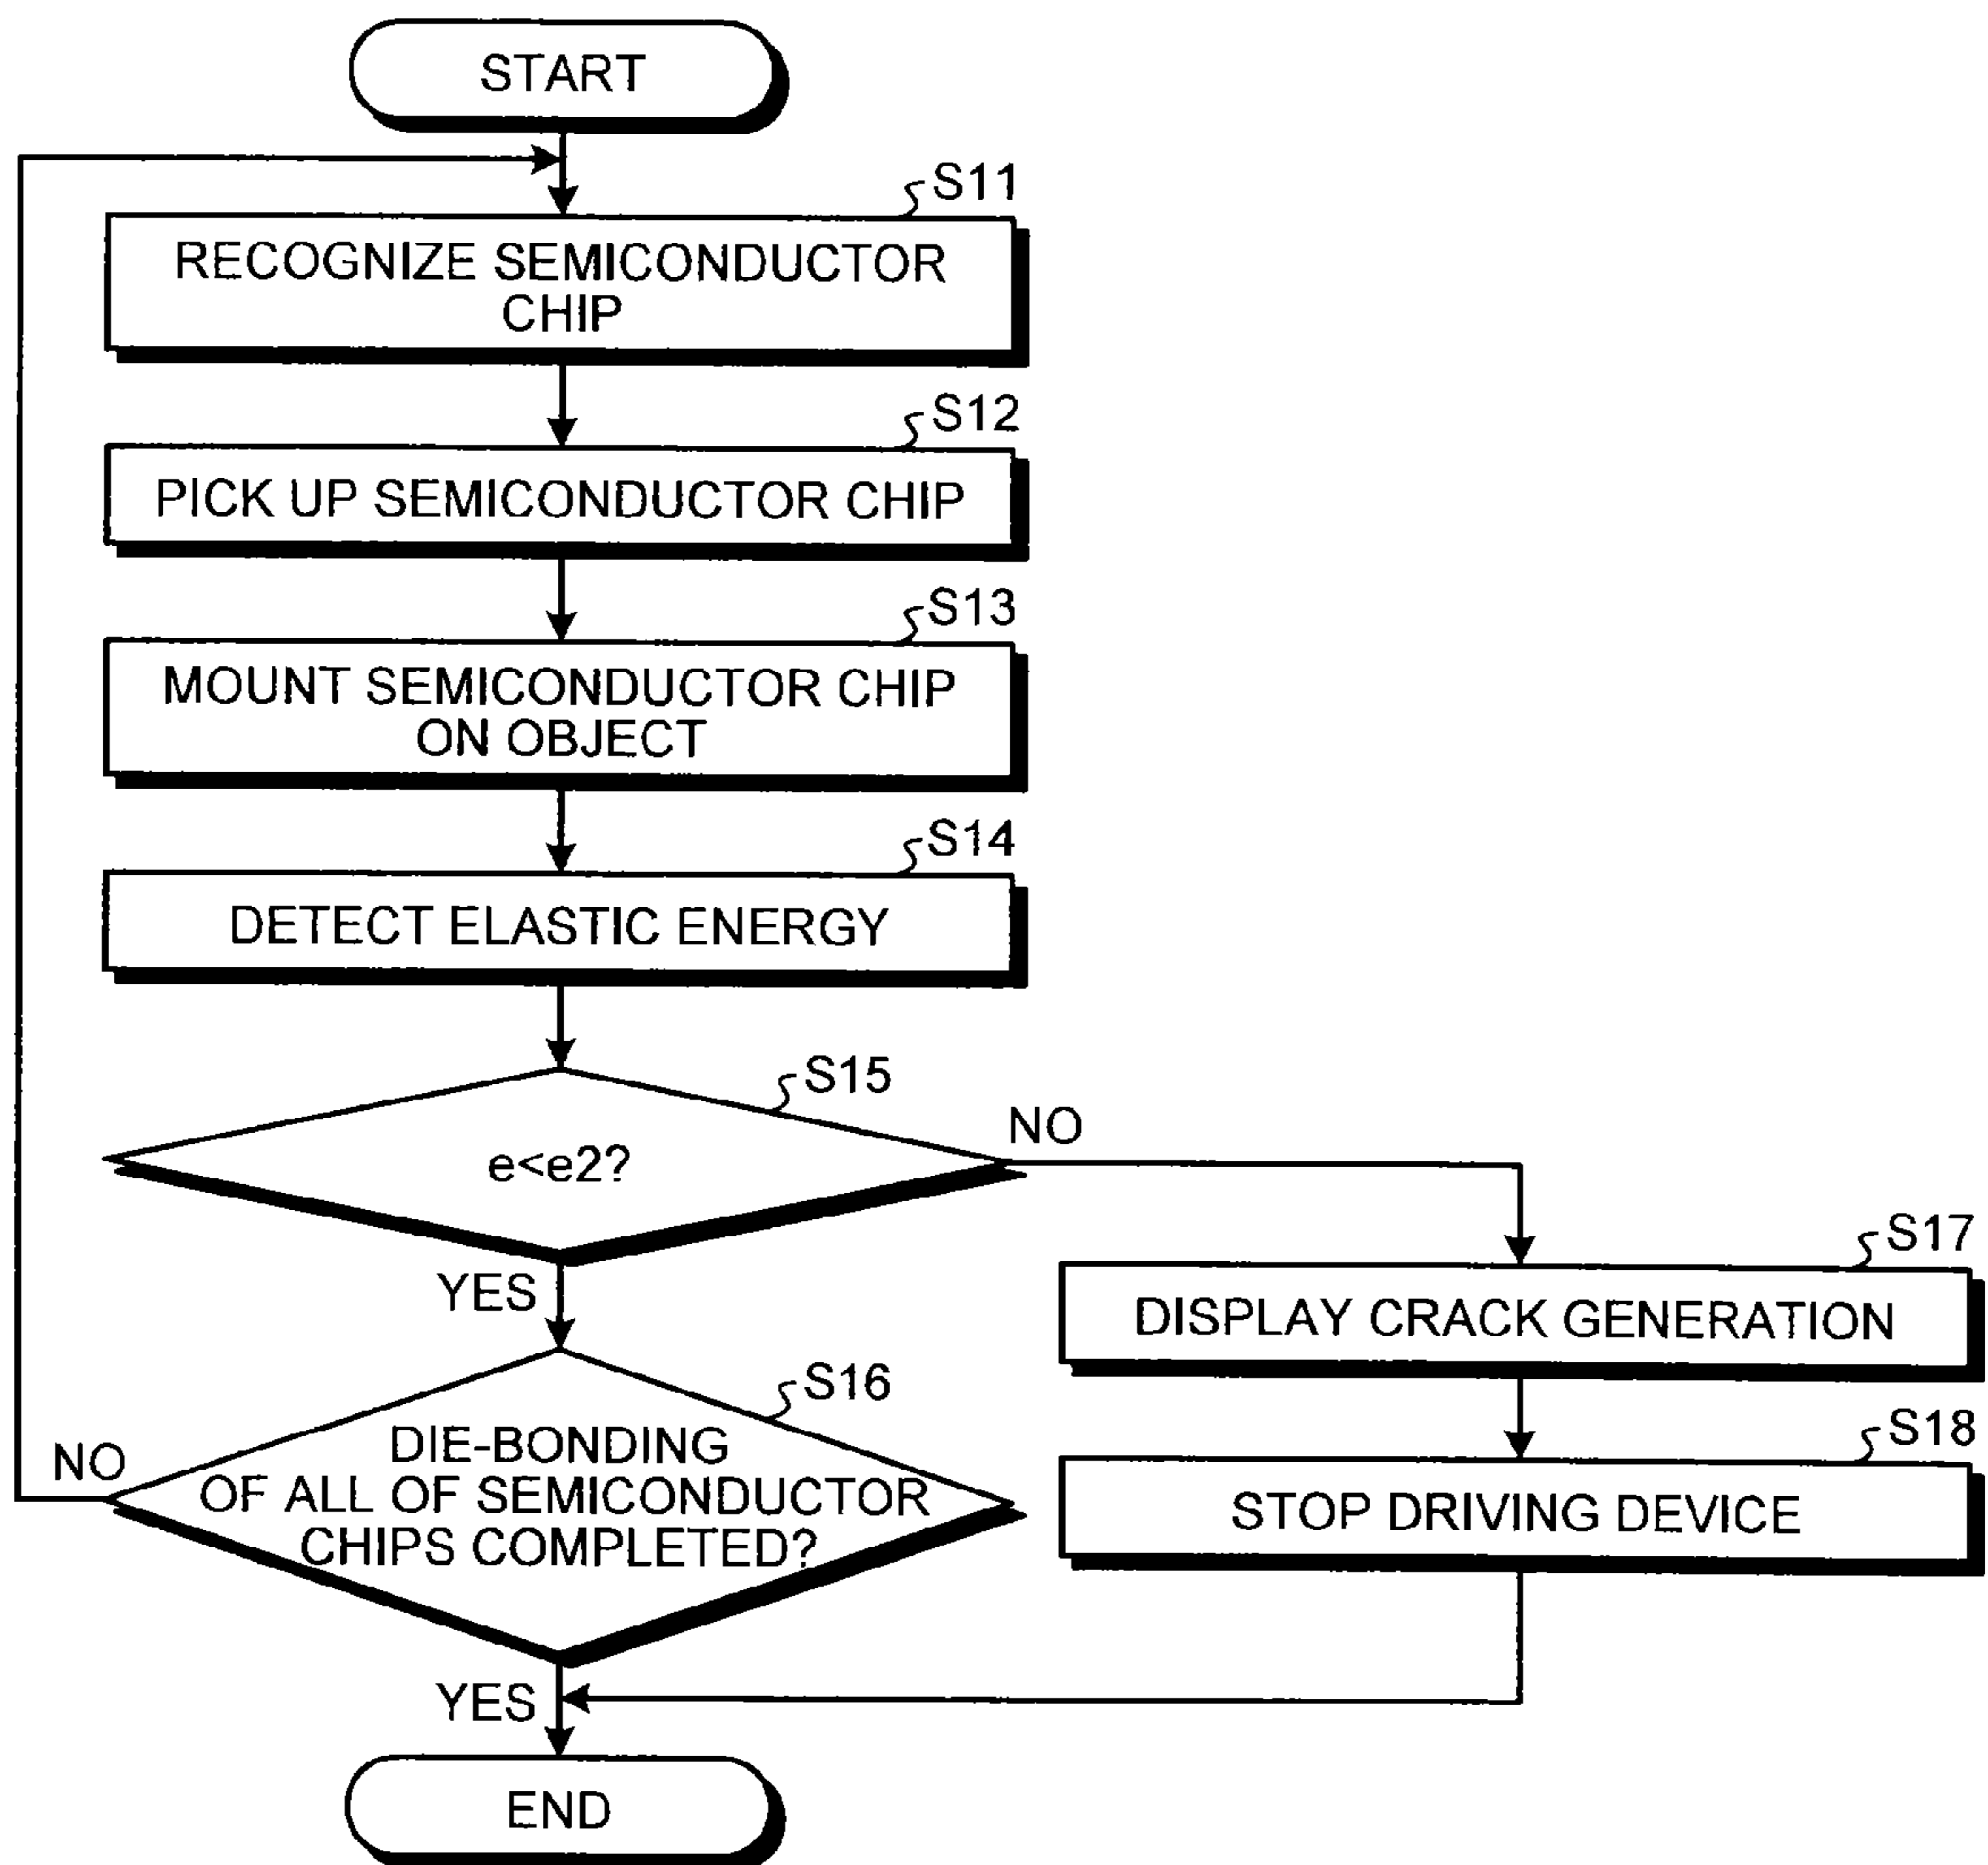 START
S11
RECOGNIZE SEMICONDUCTOR
CHIP
S12
PICK UP SEMICONDUCTOR CHIP
S13
MOUNT SEMICONDUCTOR CHIP
ON OBJECT
S14
DETECT ELASTIC ENERGY
S15
e<e2?
NO
YES
S17
DISPLAY CRACK GENERATION
S16
DIE-BONDING
OF ALL OF SEMICONDUCTOR
CHIPS COMPLETED?
NO
S18
STOP DRIVING DEVICE
YES
END